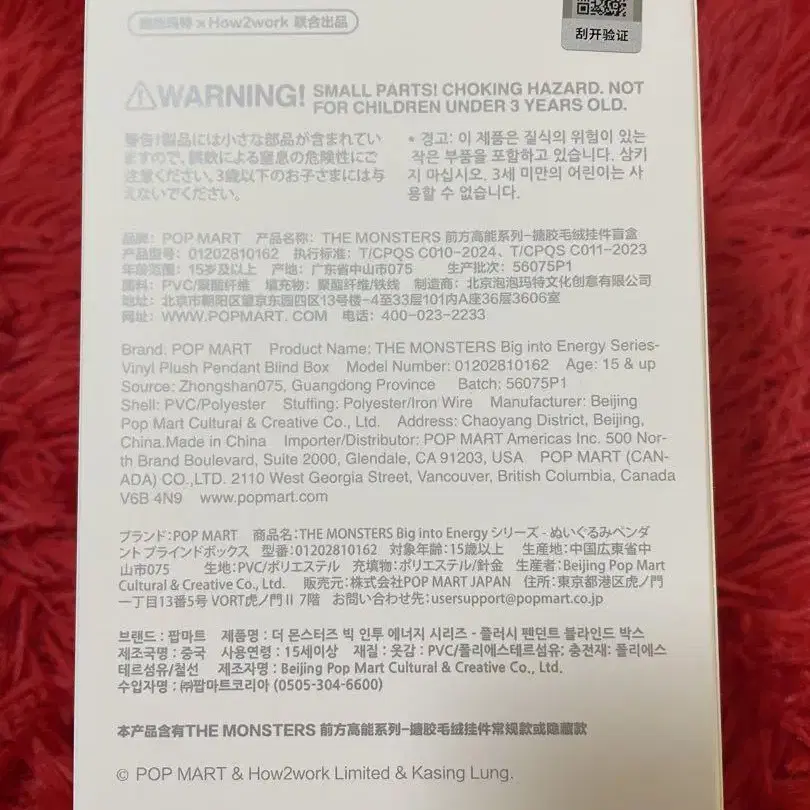 泡泡玛特 x How2work 联合出品
刮开验证
WARNING! SMALL PARTS! CHOKING HAZARD. NOT
FOR CHILDREN UNDER 3 YEARS OLD.
警告!製品には小さな部品が含まれてい
ますので、誤飲による窒息の危険性にご
注意ください。3歳以下のお子さまには与
えないでください。
* 경고: 이 제품은 질식의 위험이 있는
작은 부품을 포함하고 있습니다. 삼키
지 마십시오. 3세 미만의 어린이는 사
용할 수 없습니다.
品牌: POP MART 产品名称: THE MONSTERS 前方高能系列-搪胶毛绒挂件盲盒
产品型号: 01202810162 执行标准: T/CPQS C010-2024、T/CPQS C011-2023
年龄范围: 15岁及以上 产地: 广东省中山市075 生产批次: 56075P1
面料: PVC/聚酯纤维 填充物: 聚酯纤维/铁线 制造商: 北京泡泡玛特文化创意有限公司
地址: 北京市朝阳区望京东园四区13号楼-4至33层101内A座36层3606室
网址: WWW.POPMART.COM 电话: 400-023-2233
Brand. POP MART Product Name: THE MONSTERS Big into Energy Series-
Vinyl Plush Pendant Blind Box Model Number: 01202810162 Age: 15 & up
Source: Zhongshan075, Guangdong Province Batch: 56075P1
Shell: PVC/Polyester Stuffing: Polyester/Iron Wire Manufacturer: Beijing
Pop Mart Cultural & Creative Co., Ltd. Address: Chaoyang District, Beijing,
China.Made in China Importer/Distributor: POP MART Americas Inc. 500 Nor-
th Brand Boulevard, Suite 2000, Glendale, CA 91203, USA POP MART (CAN-
ADA) CO.,LTD. 2110 West Georgia Street, Vancouver, British Columbia, Canada
V6B 4N9 www.popmart.com
ブランド:POP MART 商品名:THE MONSTERS Big into Energy シリーズ - ぬいぐるみペンダ
ント ブラインドボックス 型番:01202810162 対象年齢:15歳以上 生産地:中国広東省中
山市075 生地:PVC/ポリエステル 充填物:ポリエステル/針金 生産者:Beijing Pop Mart
Cultural & Creative Co., Ltd. 販売元:株式会社POP MART JAPAN 住所:東京都港区虎ノ門
一丁目13番5号 VORT虎ノ門Ⅱ 7階 お問い合わせ先:usersupport@popmart.co.jp
브랜드 : 팝마트 제품명 : 더 몬스터즈 빅 인투 에너지 시리즈 - 플러시 펜던트 블라인드 박스
제조국명 : 중국 사용연령 : 15세이상 재질 : 옷감 : PVC/폴리에스테르섬유; 충전재: 폴리에스
테르섬유/철선 제조자명 : Beijing Pop Mart Cultural & Creative Co., Ltd.
수입자명 : ㈜팝마트코리아 (0505-304-6600)
本产品含有THE MONSTERS 前方高能系列-搪胶毛绒挂件常规款或隐藏款
© POP MART & How2work Limited & Kasing Lung.